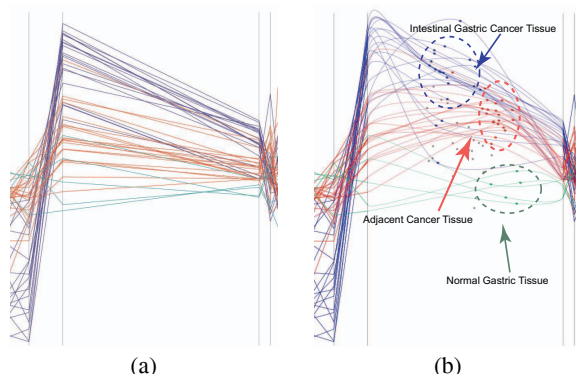 Intestinal Gastric Cancer Tissue
Adjacent Cancer Tissue
Normal Gastric Tissue
(a)
(b)